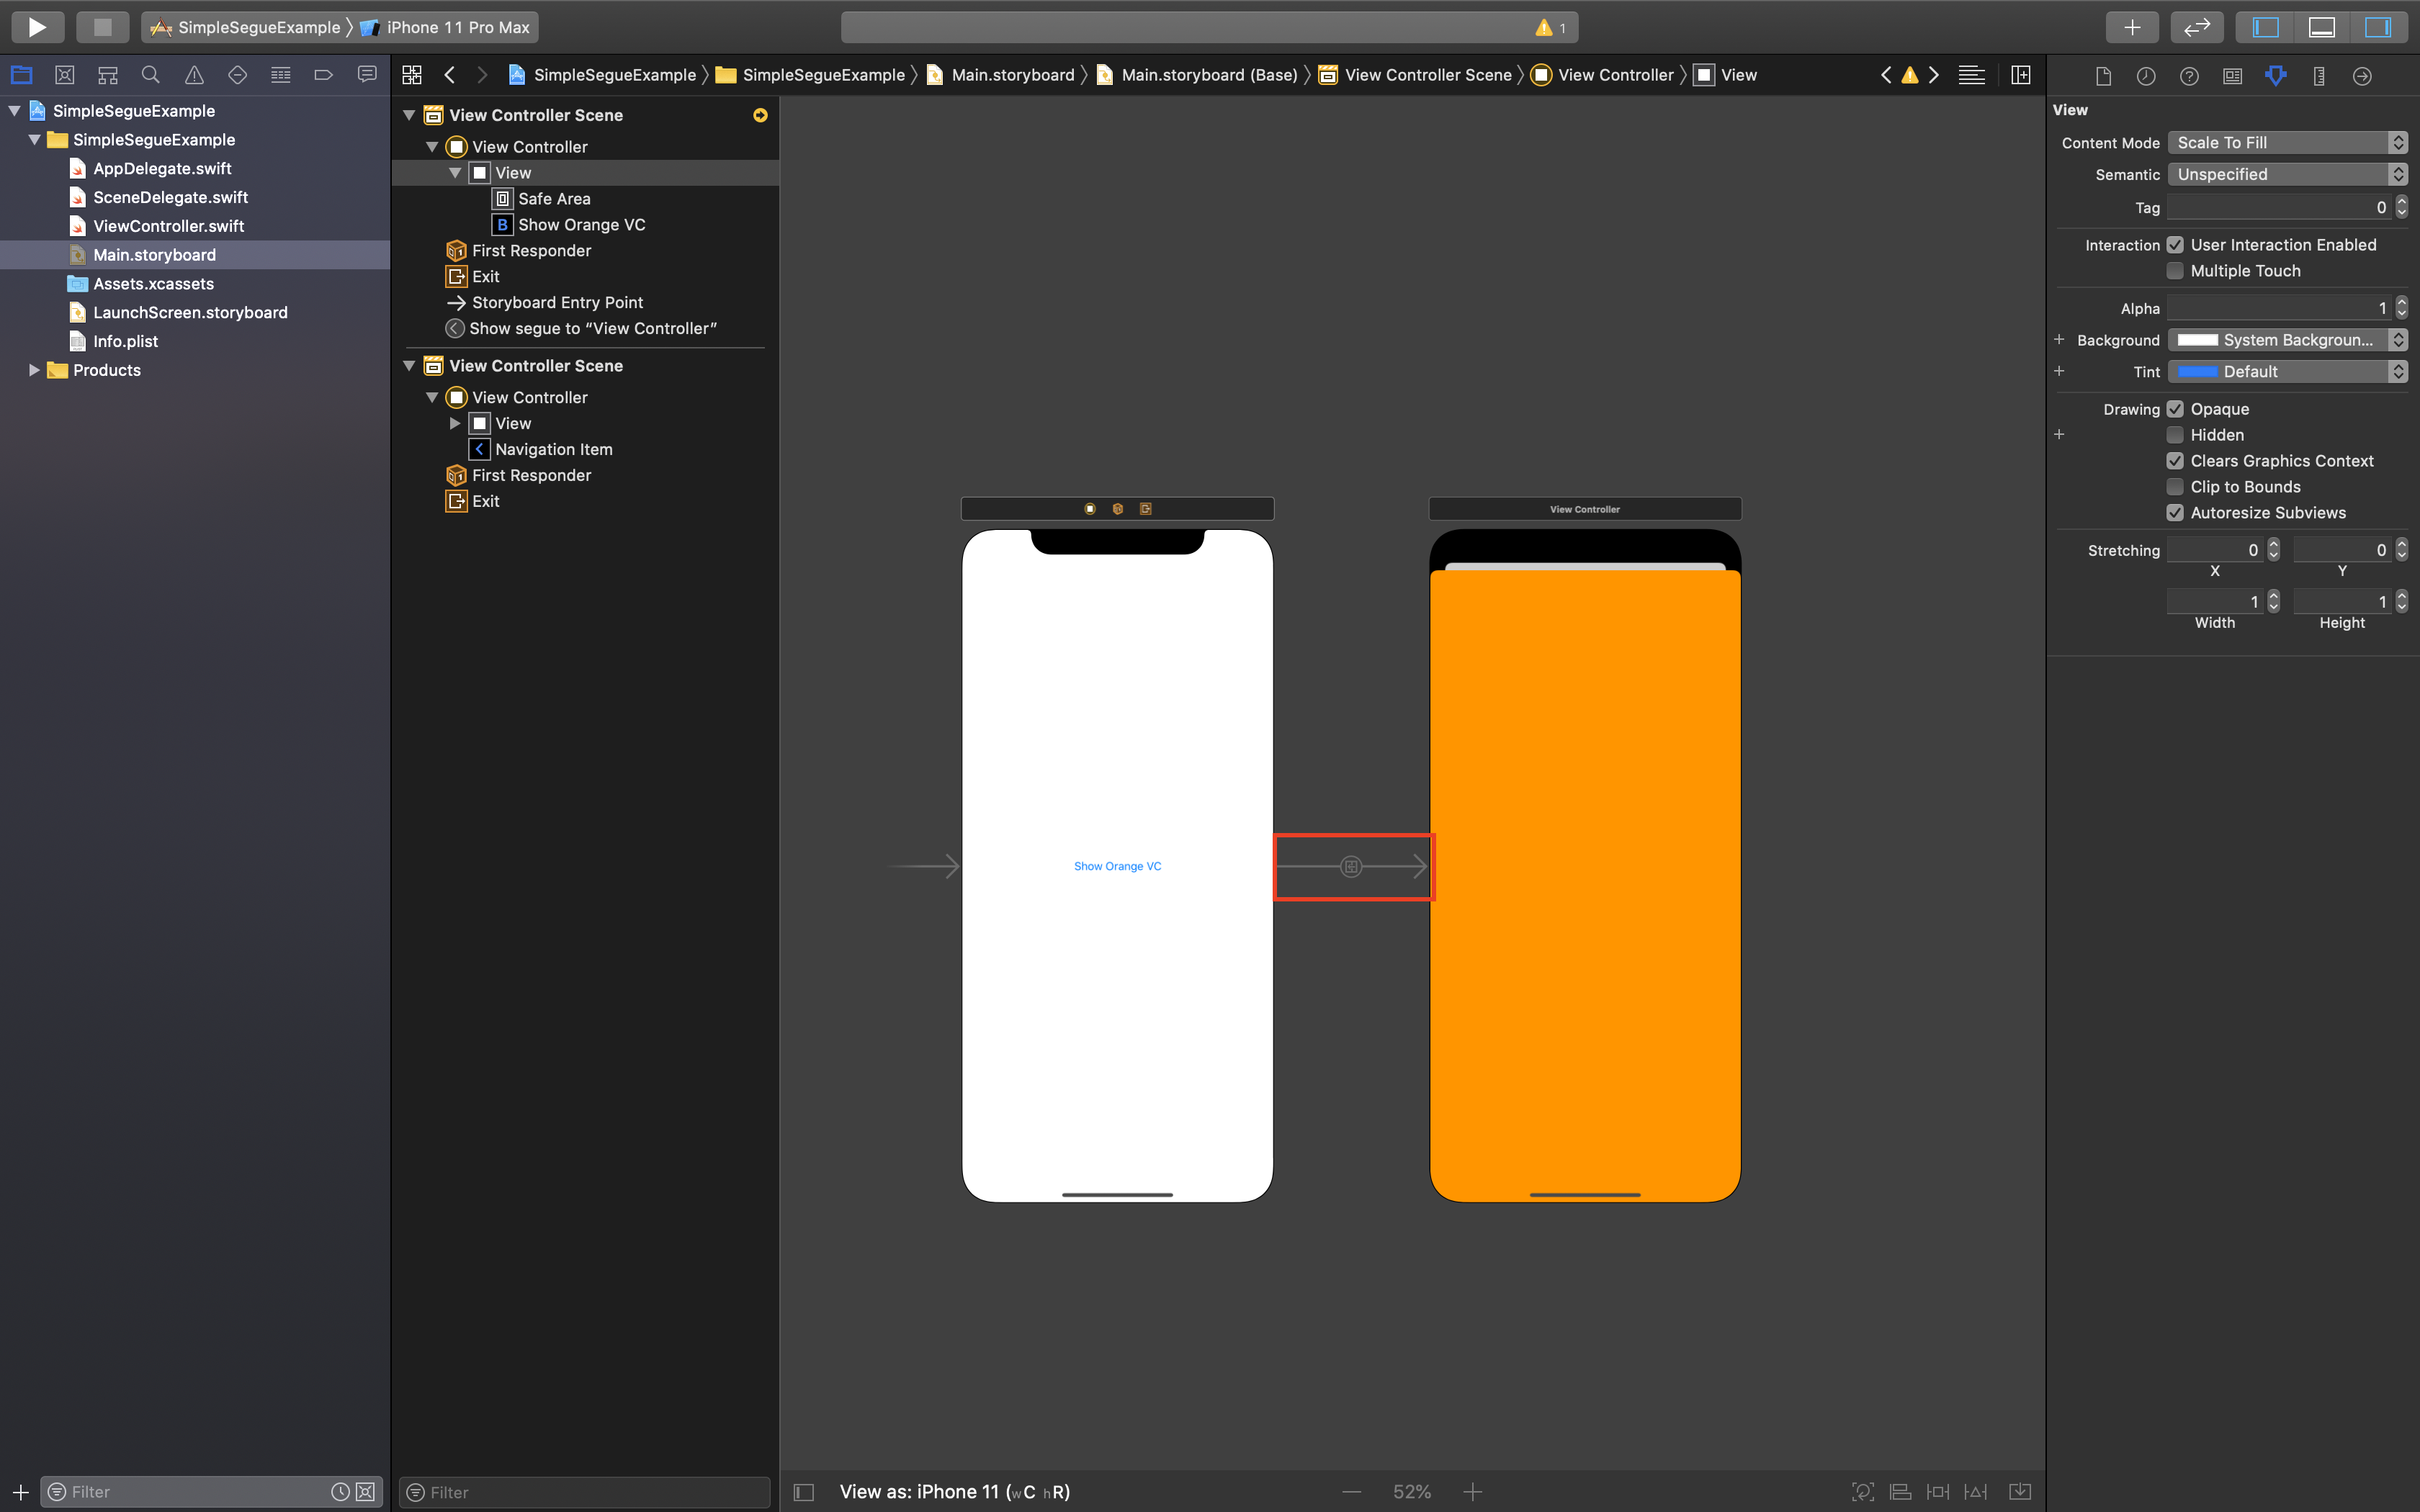 SimpleSegueExample iPhone 11 Pro Max
1
SimpleSegueExample SimpleSegueExample Main.storyboard Main.storyboard (Base) View Controller Scene View Controller View
SimpleSegueExample
SimpleSegueExample
AppDelegate.swift
SceneDelegate.swift
ViewController.swift
Main.storyboard
Assets.xcassets
LaunchScreen.storyboard
Info.plist
Products
Filter
View Controller Scene
View Controller
View
Safe Area
B Show Orange VC
First Responder
Exit
Storyboard Entry Point
Show segue to “View Controller”
View Controller Scene
View Controller
View
Navigation Item
First Responder
Exit
Filter
View Controller
Show Orange VC
View as: iPhone 11 (wC hR)
52%
View
Content Mode Scale To Fill
Semantic Unspecified
Tag 0
Interaction User Interaction Enabled
Multiple Touch
Alpha 1
Background System Backgroun...
Tint Default
Drawing Opaque
Hidden
Clears Graphics Context
Clip to Bounds
Autoresize Subviews
Stretching 0 0
X Y
1 1
Width Height